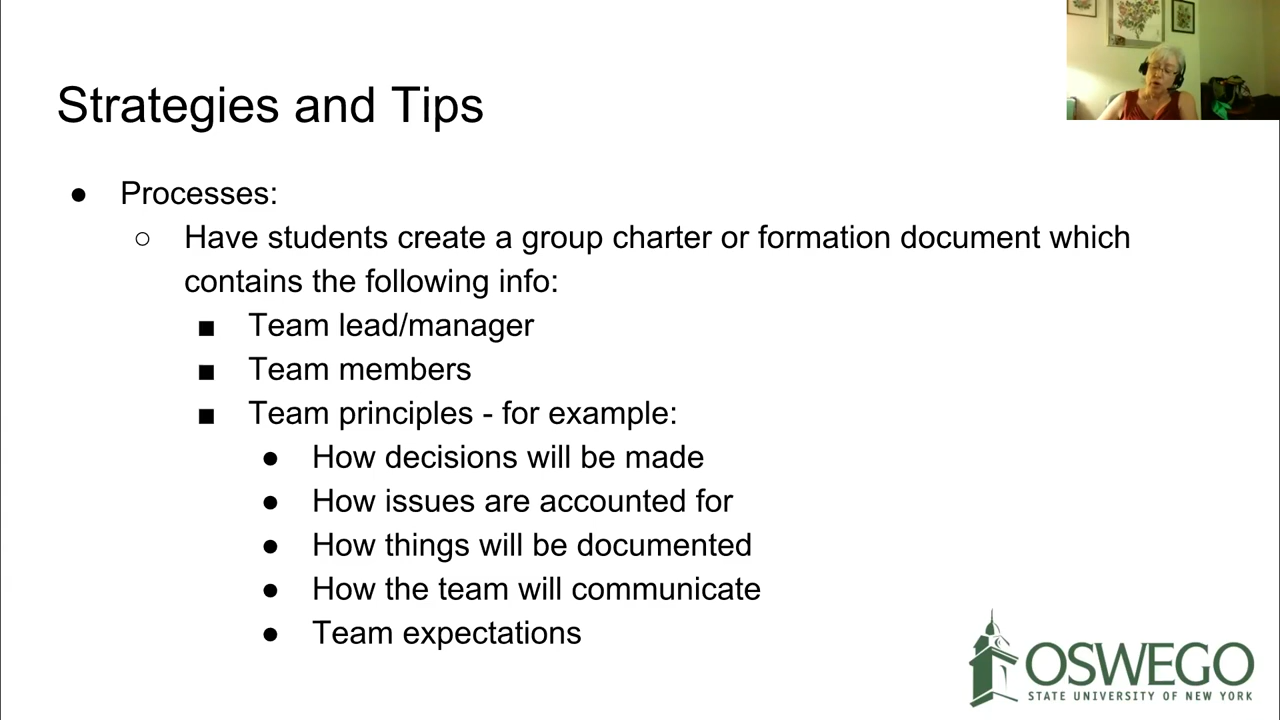 Strategies and Tips
● Processes:
○ Have students create a group charter or formation document which
contains the following info:
■ Team lead/manager
■ Team members
■ Team principles - for example:
● How decisions will be made
● How issues are accounted for
● How things will be documented
● How the team will communicate
● Team expectations
OSWEGO
STATE UNIVERSITY OF NEW YORK